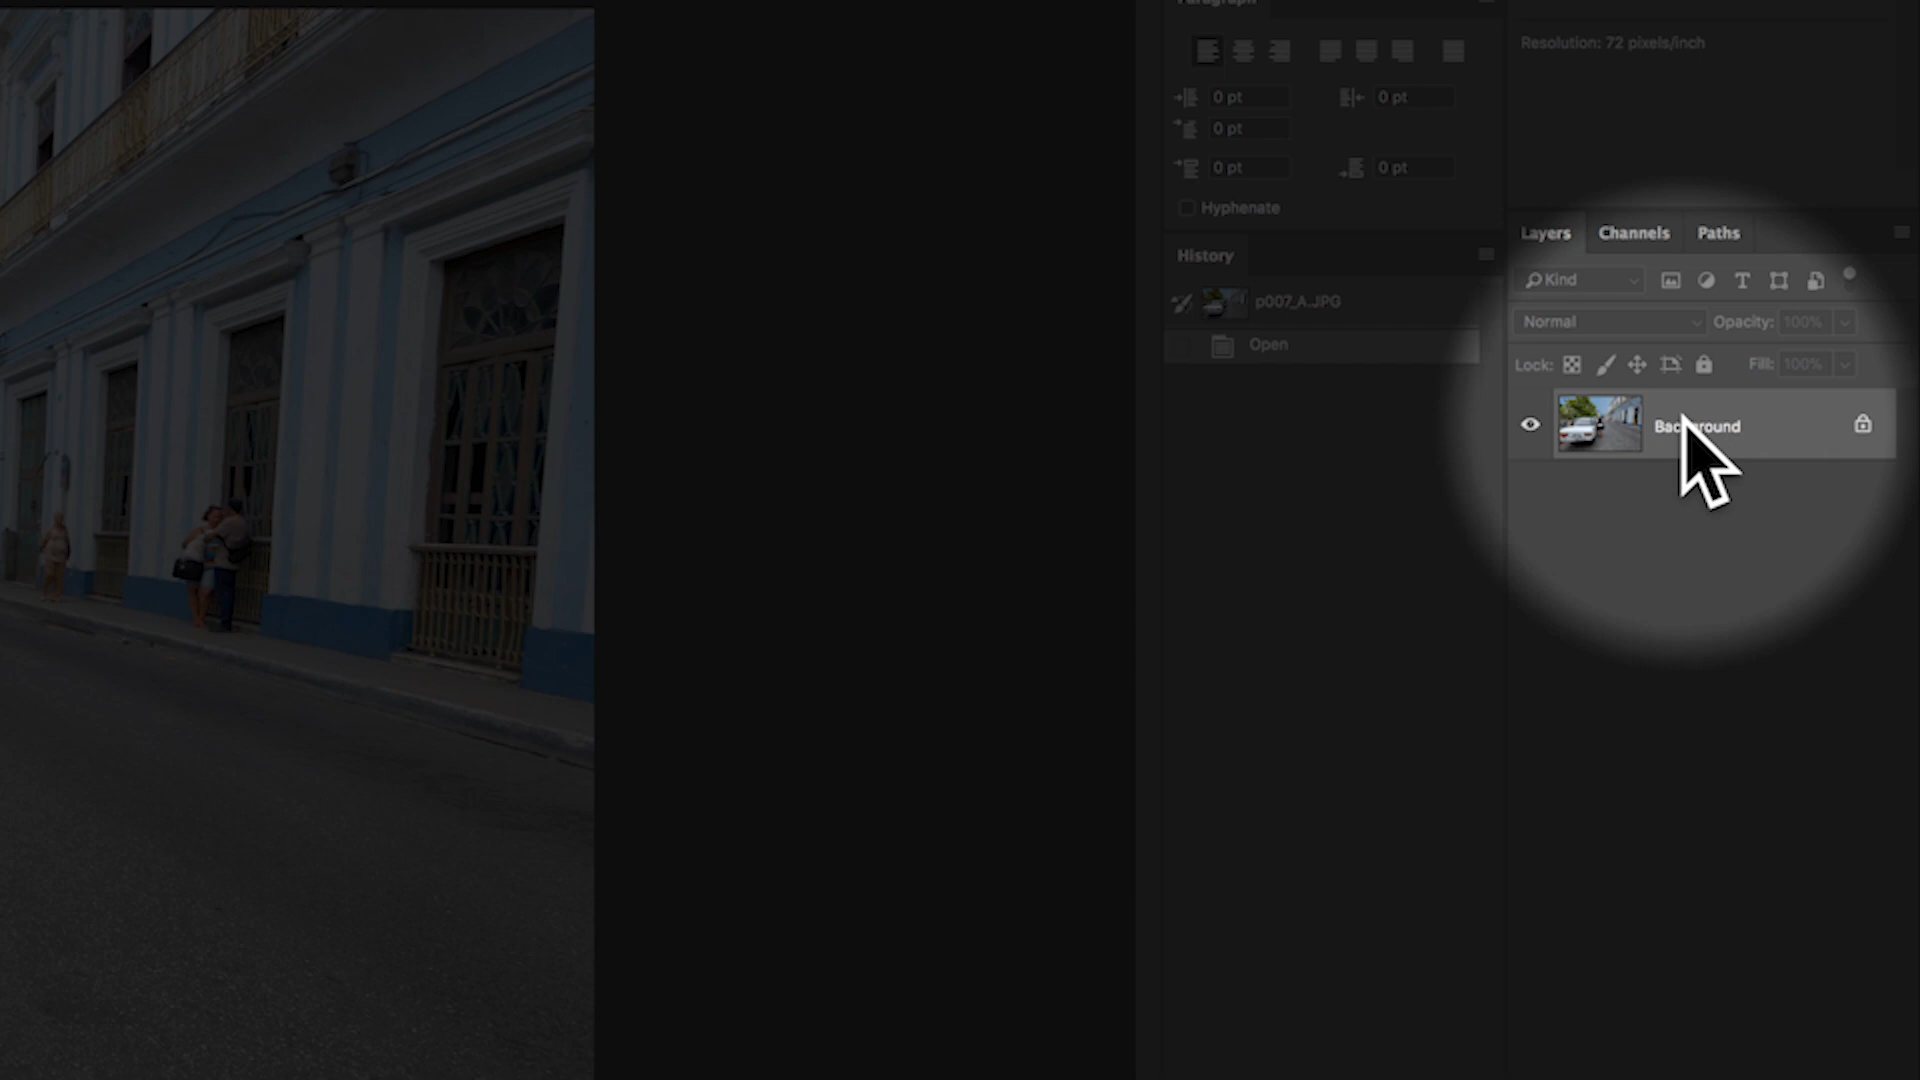 Paragraph
Resolution: 72 pixels/inch
0 pt
0 pt
0 pt
0 pt
0 pt
Hyphenate
Layers Channels Paths
History
Kind
p007_A.JPG
Normal Opacity: 100%
Open
Lock: Fill: 100%
Background